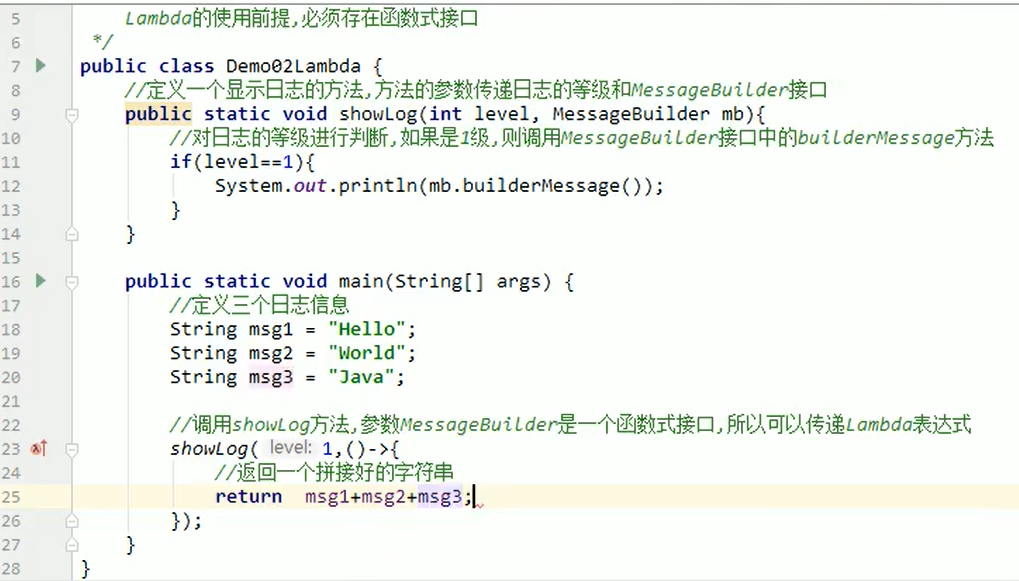 5 Lambda的使用前提,必须存在函数式接口
6 */
7 public class Demo02Lambda {
8 //定义一个显示日志的方法,方法的参数传递日志的等级和MessageBuilder接口
9 public static void showLog(int level, MessageBuilder mb){
10 //对日志的等级进行判断,如果是1级,则调用MessageBuilder接口中的builderMessage方法
11 if(level==1){
12 System.out.println(mb.builderMessage());
13 }
14 }
15
16 public static void main(String[] args) {
17 //定义三个日志信息
18 String msg1 = "Hello";
19 String msg2 = "World";
20 String msg3 = "Java";
21
22 //调用showLog方法,参数MessageBuilder是一个函数式接口,所以可以传递Lambda表达式
23 showLog( level: 1,()->{
24 //返回一个拼接好的字符串
25 return  msg1+msg2+msg3;
26 });
27 }
28 }